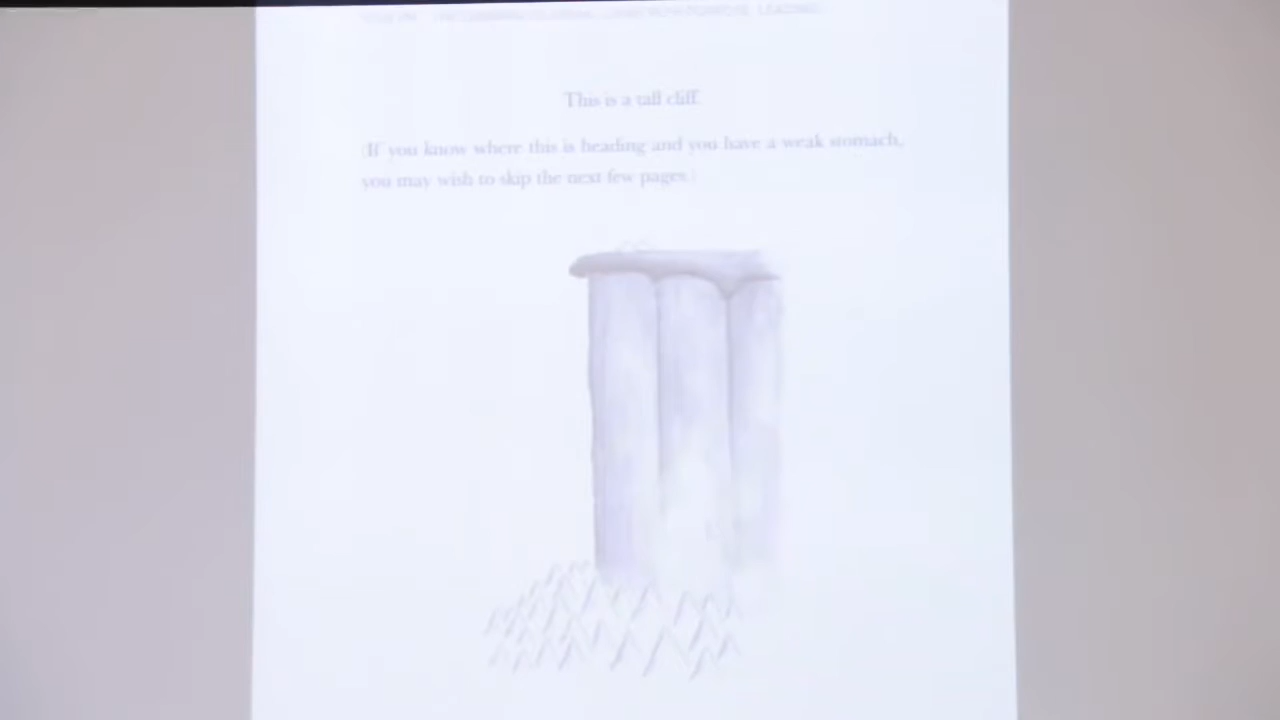 This is a tall cliff.
(If you know where this is heading and you have a weak stomach,
you may wish to skip the next few pages.)